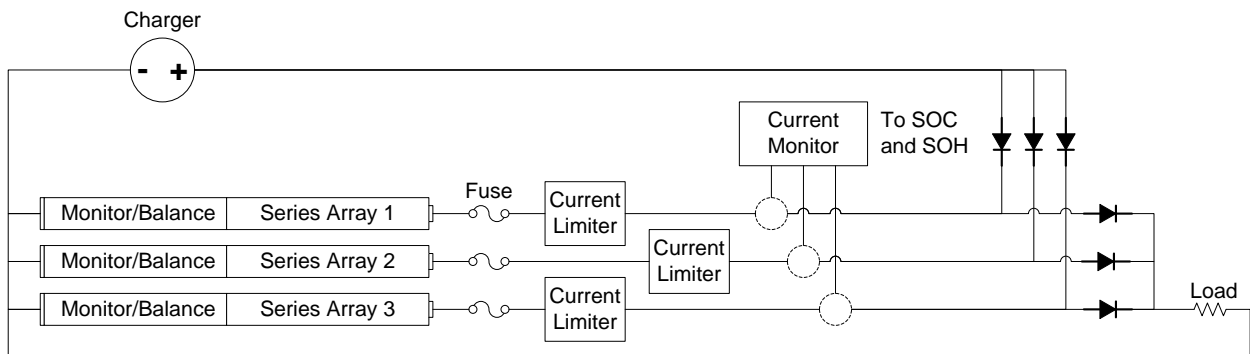 Charger
- +
Current
Monitor
To SOC
and SOH
Monitor/Balance Series Array 1
Fuse
Current
Limiter
Monitor/Balance Series Array 2
Current
Limiter
Monitor/Balance Series Array 3
Current
Limiter
Load